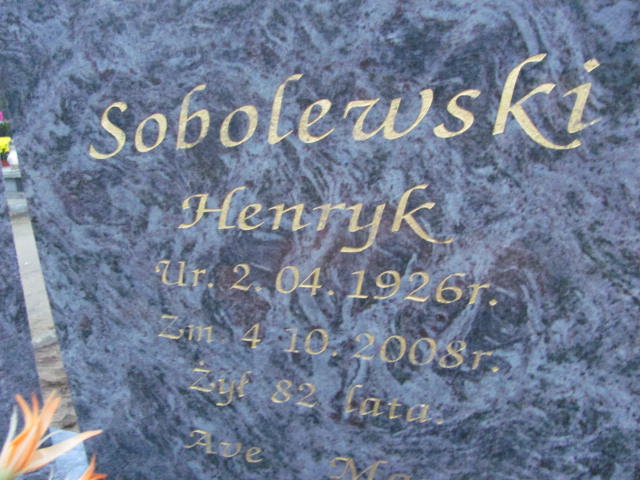 Sobolewski
Henryk
Ur. 2. 04. 1926r.
Zm. 4 10. 2008r.
Żył 82 lata.
Ave